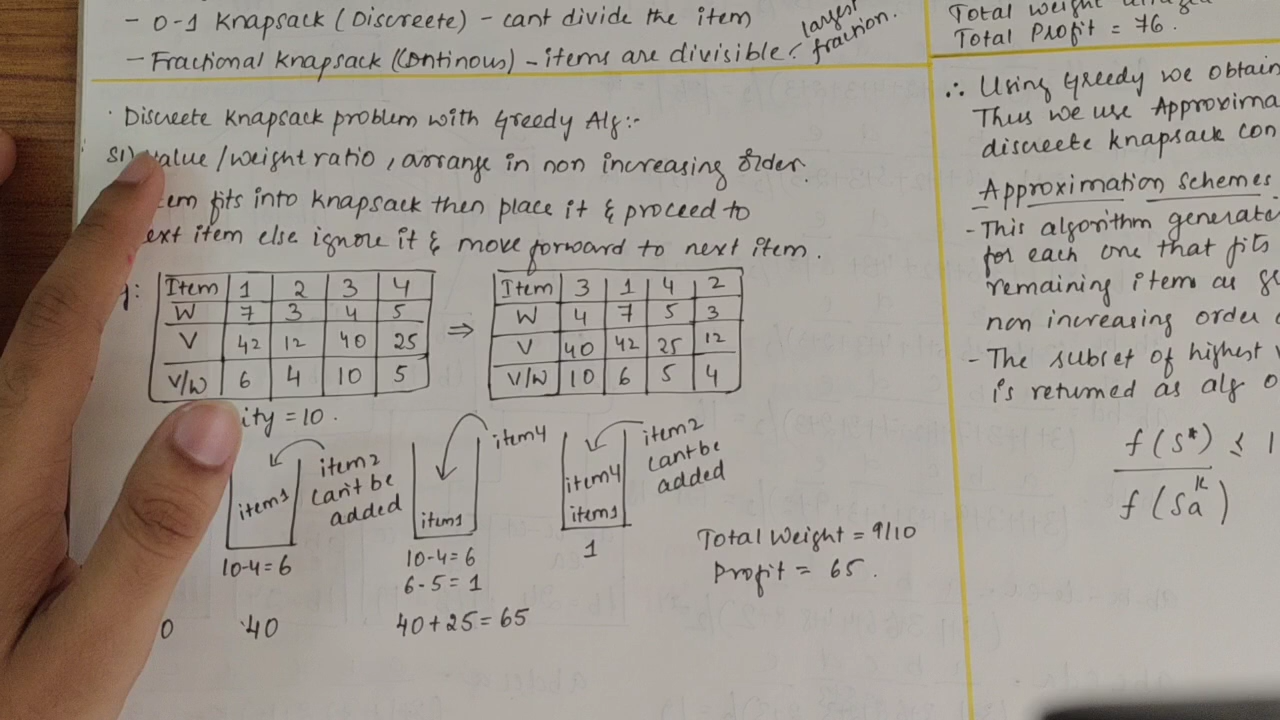 - 0-1 Knapsack (Discreete) - cant divide the item
- Fractional knapsack (Continous) - items are divisible. largest fraction.
· Discreete Knapsack problem with Greedy Alg:-
S1) Value / weight ratio, arrange in non increasing order.
fits into knapsack then place it & proceed to
item else ignore it & move forward to next item.
Item 1 2 3 4
W 7 3 4 5
V 42 12 40 25
V/W 6 4 10 5
⇒
Item 3 1 4 2
W 4 7 5 3
V 40 42 25 12
V/W 10 6 5 4
= 10.
item1
item2
can't be
added
10-4=6
40
item4
item1
10-4=6
6-5=1
40+25=65
item4
item1
item2
cant be
added
1
Total Weight = 9/10
Profit = 65.
0
Total Weight
Total Profit = 76.
∴ Using Greedy we obtain
Thus we use
discreete knapsack
Approximation schemes
- This algorithm
for each one that fits
remaining items as
non increasing order
- The subset of highest
is returned as alg
f(S*) ≤ 1
f(Sa^k)